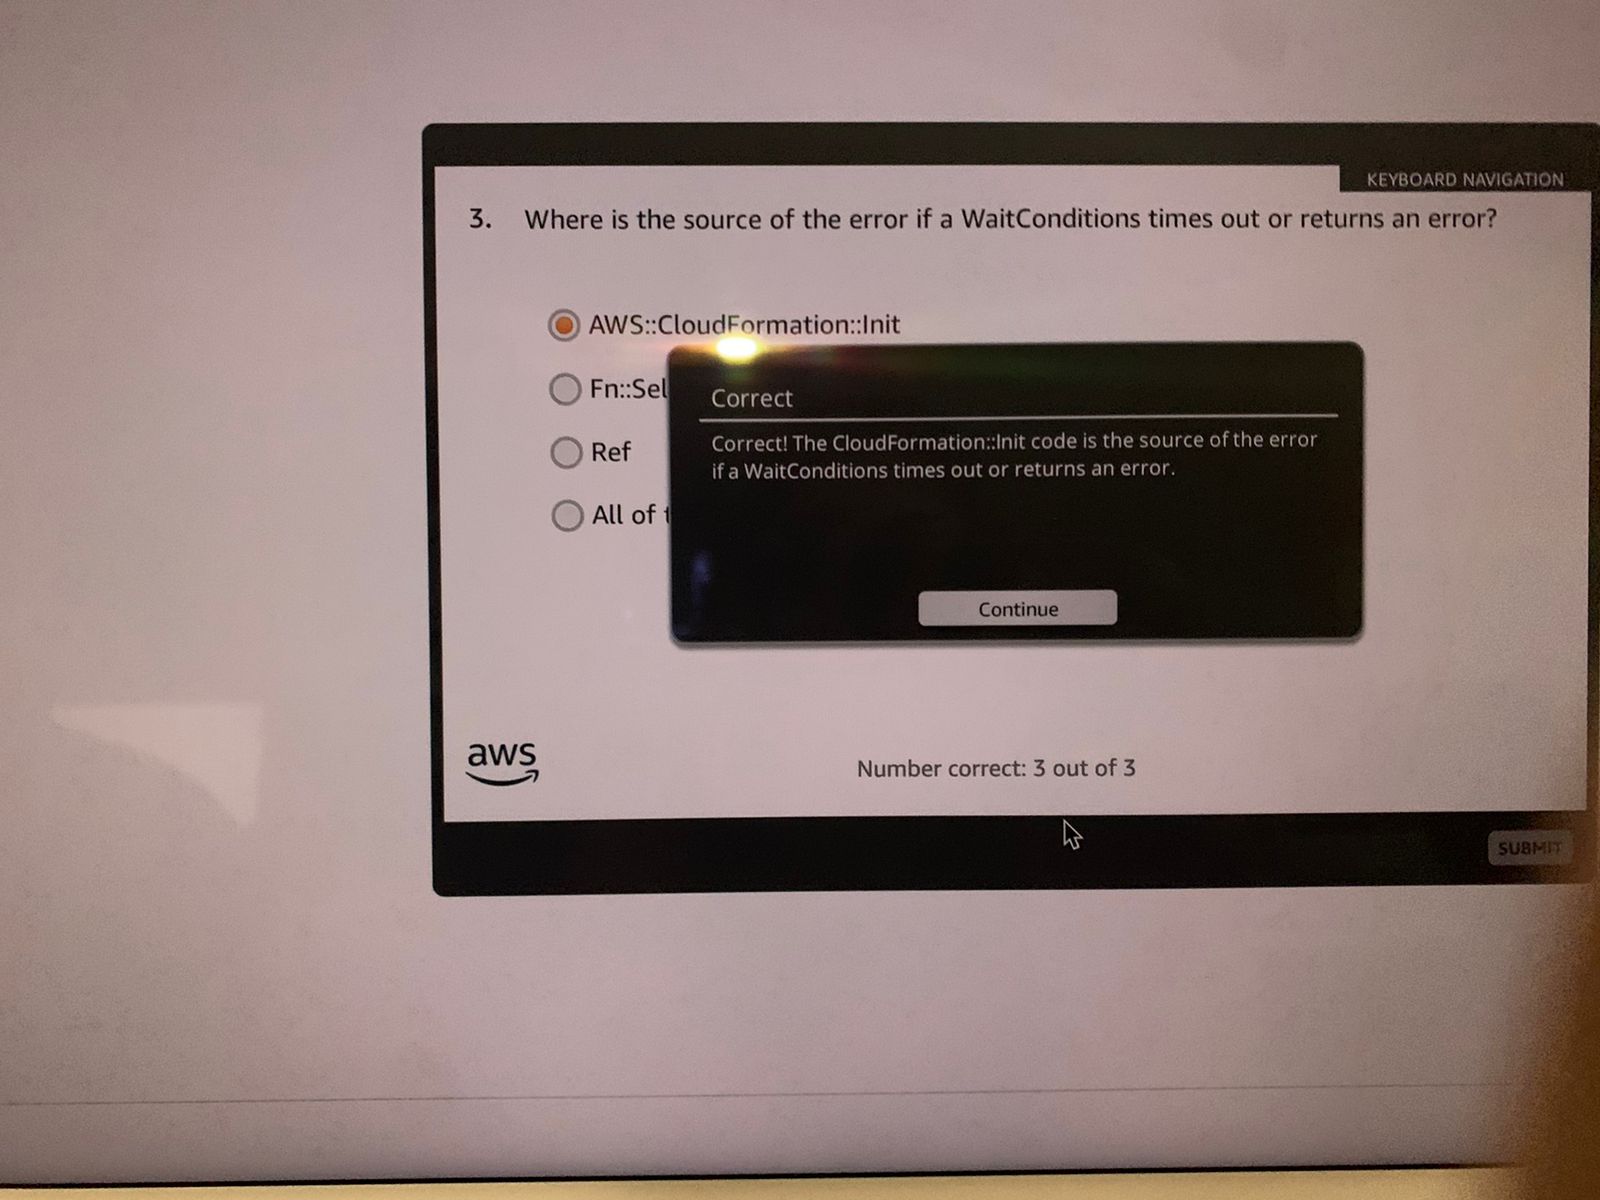 KEYBOARD NAVIGATION
3. Where is the source of the error if a WaitConditions times out or returns an error?
AWS::CloudFormation::Init
Fn::Sel
Ref
All of
Correct
Correct! The CloudFormation::Init code is the source of the error
if a WaitConditions times out or returns an error.
Continue
aws
Number correct: 3 out of 3
SUBMIT